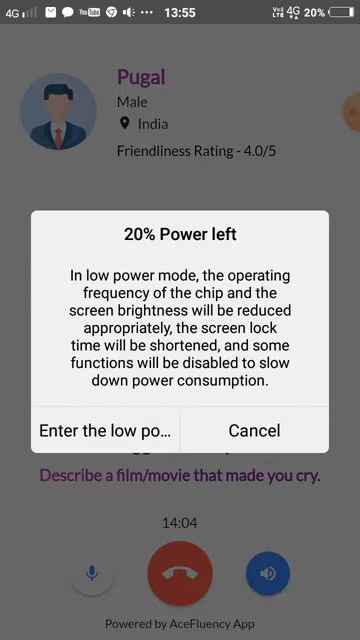 4G 13:55 VoLTE 4G 20%
Pugal
Male
India
Friendliness Rating - 4.0/5
20% Power left
In low power mode, the operating
frequency of the chip and the
screen brightness will be reduced
appropriately, the screen lock
time will be shortened, and some
functions will be disabled to slow
down power consumption.
Enter the low po... Cancel
Describe a film/movie that made you cry.
14:04
Powered by AceFluency App